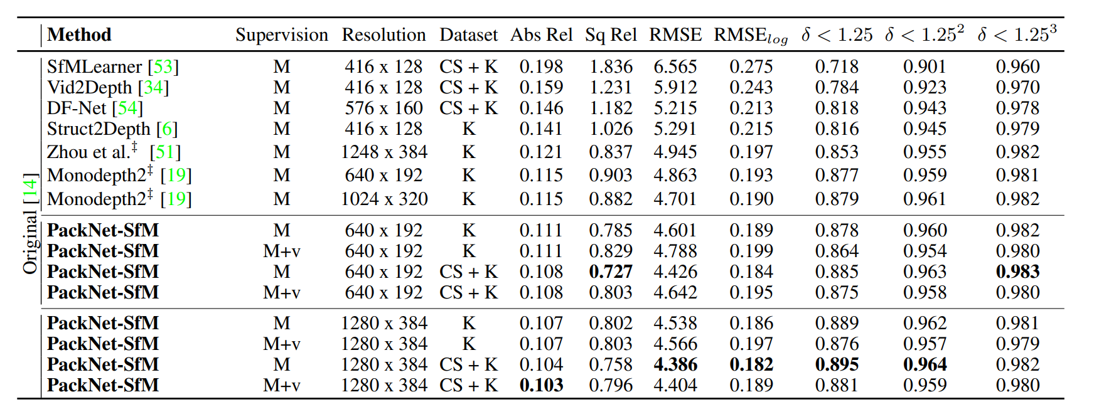 Method Supervision Resolution Dataset Abs Rel Sq Rel RMSE RMSE_log δ < 1.25 δ < 1.25² δ < 1.25³
Original [14]
SfMLearner [53] M 416 x 128 CS + K 0.198 1.836 6.565 0.275 0.718 0.901 0.960
Vid2Depth [34] M 416 x 128 CS + K 0.159 1.231 5.912 0.243 0.784 0.923 0.970
DF-Net [54] M 576 x 160 CS + K 0.146 1.182 5.215 0.213 0.818 0.943 0.978
Struct2Depth [6] M 416 x 128 K 0.141 1.026 5.291 0.215 0.816 0.945 0.979
Zhou et al.‡ [51] M 1248 x 384 K 0.121 0.837 4.945 0.197 0.853 0.955 0.982
Monodepth2‡ [19] M 640 x 192 K 0.115 0.903 4.863 0.193 0.877 0.959 0.981
Monodepth2‡ [19] M 1024 x 320 K 0.115 0.882 4.701 0.190 0.879 0.961 0.982
PackNet-SfM M 640 x 192 K 0.111 0.785 4.601 0.189 0.878 0.960 0.982
PackNet-SfM M+v 640 x 192 K 0.111 0.829 4.788 0.199 0.864 0.954 0.980
PackNet-SfM M 640 x 192 CS + K 0.108 0.727 4.426 0.184 0.885 0.963 0.983
PackNet-SfM M+v 640 x 192 CS + K 0.108 0.803 4.642 0.195 0.875 0.958 0.980
PackNet-SfM M 1280 x 384 K 0.107 0.802 4.538 0.186 0.889 0.962 0.981
PackNet-SfM M+v 1280 x 384 K 0.107 0.803 4.566 0.197 0.876 0.957 0.979
PackNet-SfM M 1280 x 384 CS + K 0.104 0.758 4.386 0.182 0.895 0.964 0.982
PackNet-SfM M+v 1280 x 384 CS + K 0.103 0.796 4.404 0.189 0.881 0.959 0.980